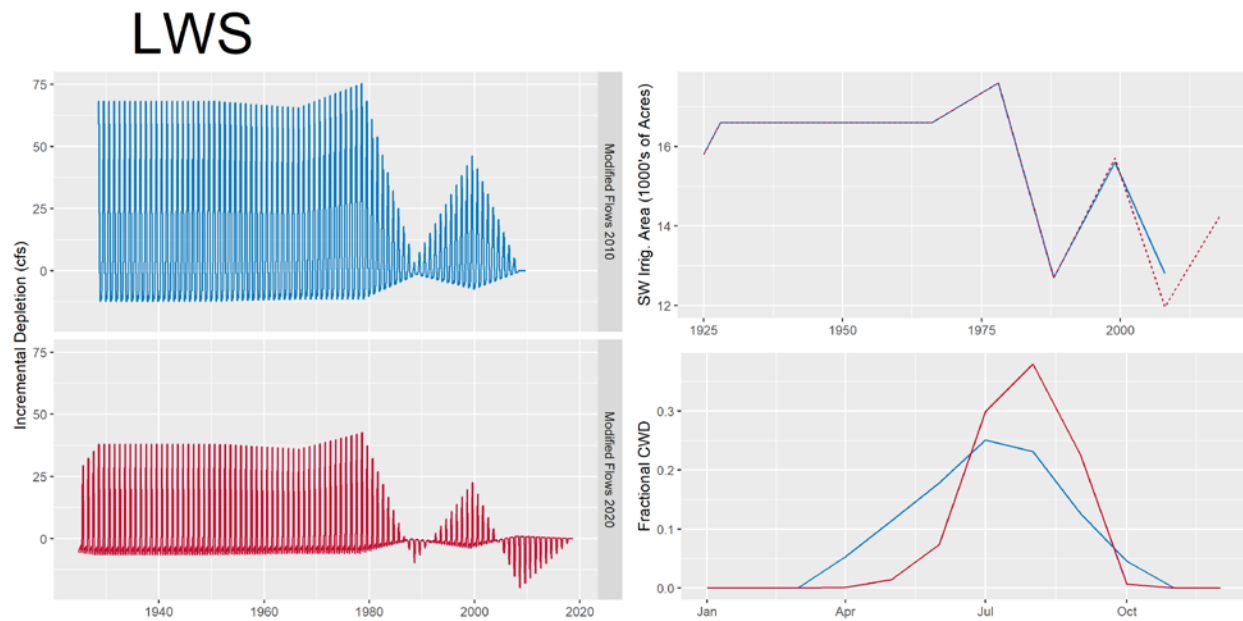 LWS
Incremental Depletion (cfs)
75
50
25
0
Modified Flows 2010
75
50
25
0
Modified Flows 2020
1940 1960 1980 2000 2020
SW Irrig. Area (1000's of Acres)
16
14
12
1925 1950 1975 2000
Fractional CWD
0.3
0.2
0.1
0.0
Jan Apr Jul Oct